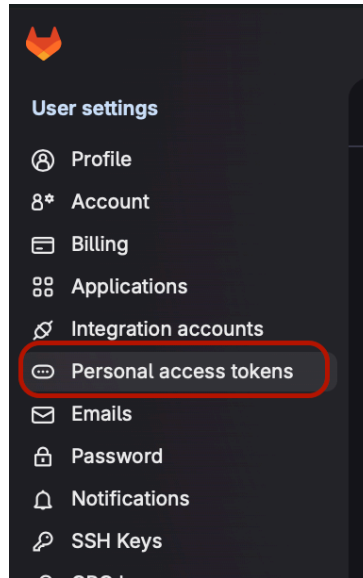 User settings
Profile
Account
Billing
Applications
Integration accounts
Personal access tokens
Emails
Password
Notifications
SSH Keys